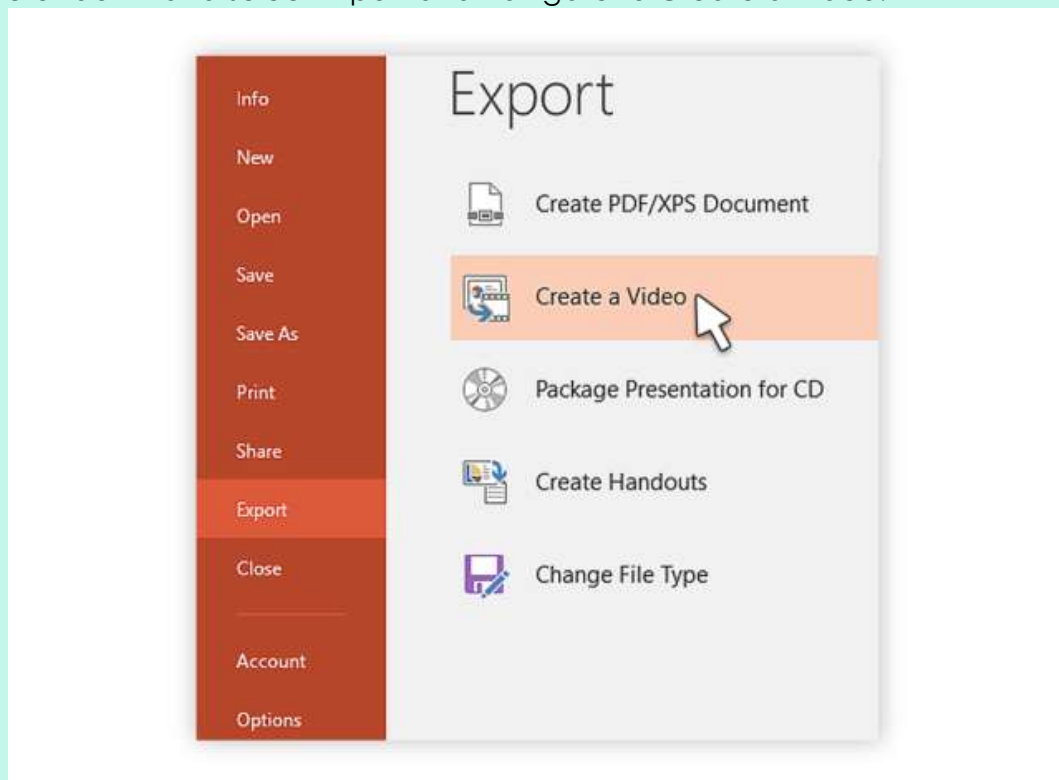 Export
Info
New
Open
Save
Save As
Print
Share
Export
Close
Account
Options
Create PDF/XPS Document
Create a Video
Package Presentation for CD
Create Handouts
Change File Type